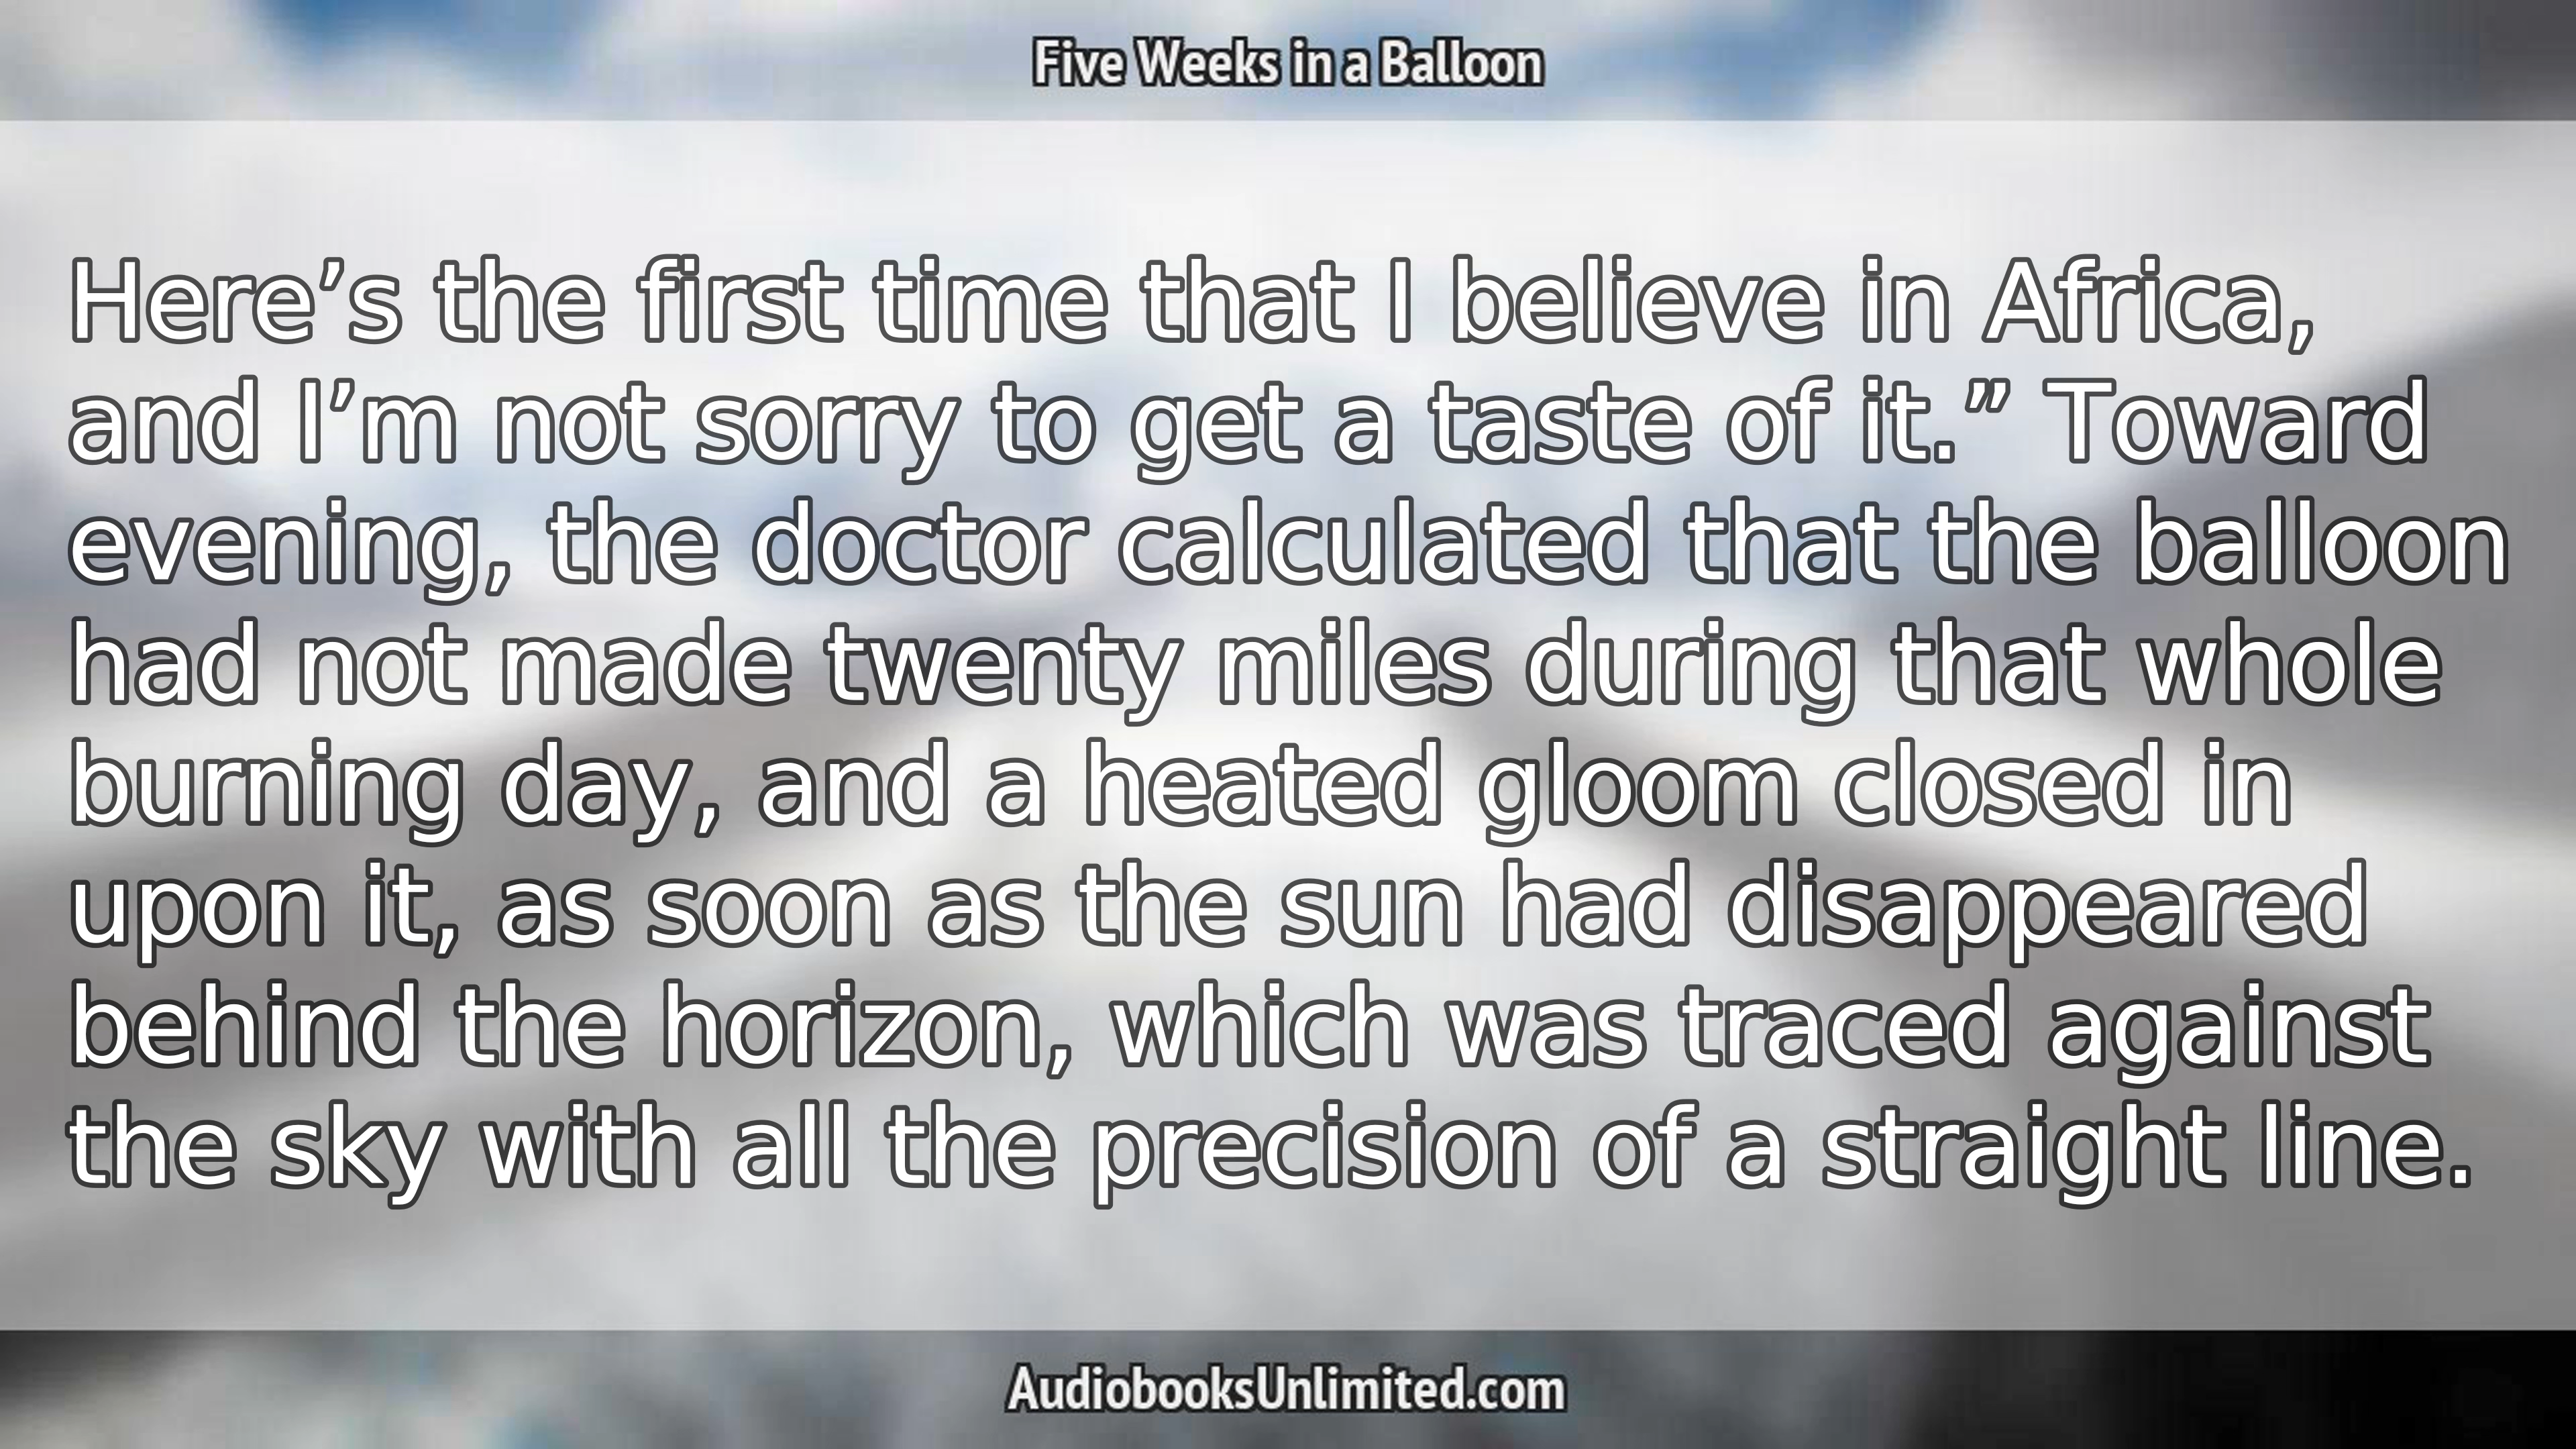 Five Weeks in a Balloon
Here’s the first time that I believe in Africa,
and I’m not sorry to get a taste of it.” Toward
evening, the doctor calculated that the balloon
had not made twenty miles during that whole
burning day, and a heated gloom closed in
upon it, as soon as the sun had disappeared
behind the horizon, which was traced against
the sky with all the precision of a straight line.
AudiobooksUnlimited.com